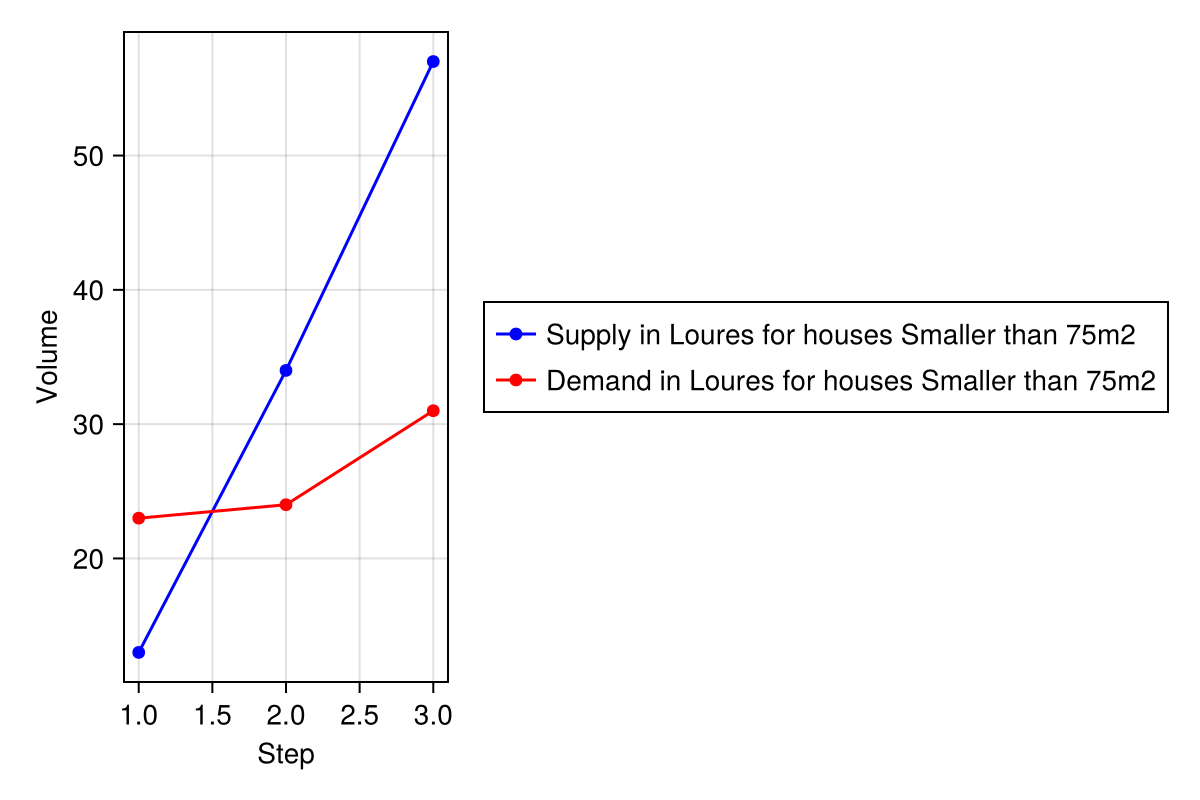 50
40
30
20
Volume
1.0 1.5 2.0 2.5 3.0
Step
Supply in Loures for houses Smaller than 75m2
Demand in Loures for houses Smaller than 75m2